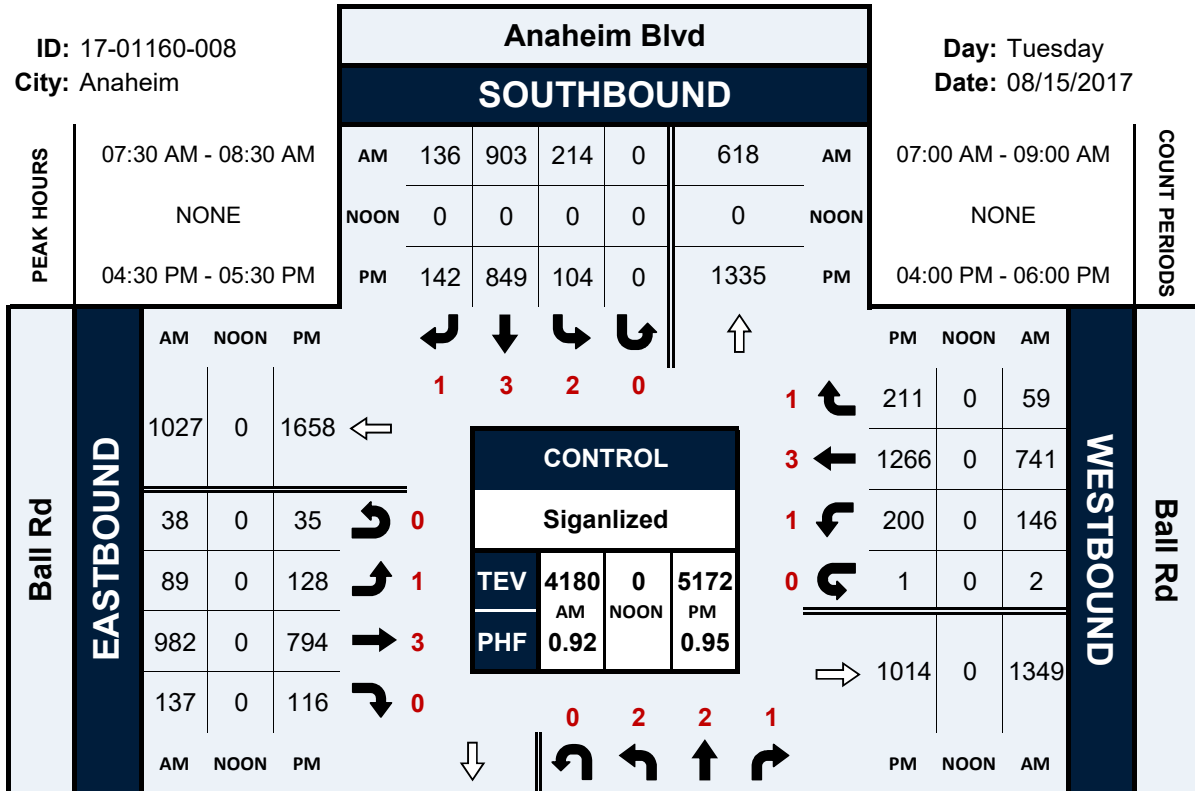 ID: 17-01160-008
City: Anaheim
Anaheim Blvd
SOUTHBOUND
Day: Tuesday
Date: 08/15/2017
PEAK HOURS
07:30 AM - 08:30 AM
NONE
04:30 PM - 05:30 PM
AM 136 903 214 0 618 AM
NOON 0 0 0 0 0 NOON
PM 142 849 104 0 1335 PM
07:00 AM - 09:00 AM
NONE
04:00 PM - 06:00 PM
COUNT PERIODS
1 3 2 0
Ball Rd
EASTBOUND
AM NOON PM
1027 0 1658
38 0 35 0
89 0 128 1
982 0 794 3
137 0 116 0
AM NOON PM
CONTROL
Siganlized
TEV 4180 0 5172
AM NOON PM
PHF 0.92 0.95
PM NOON AM
1 211 0 59
3 1266 0 741
1 200 0 146
0 1 0 2
1014 0 1349
PM NOON AM
WESTBOUND
Ball Rd
0 2 2 1